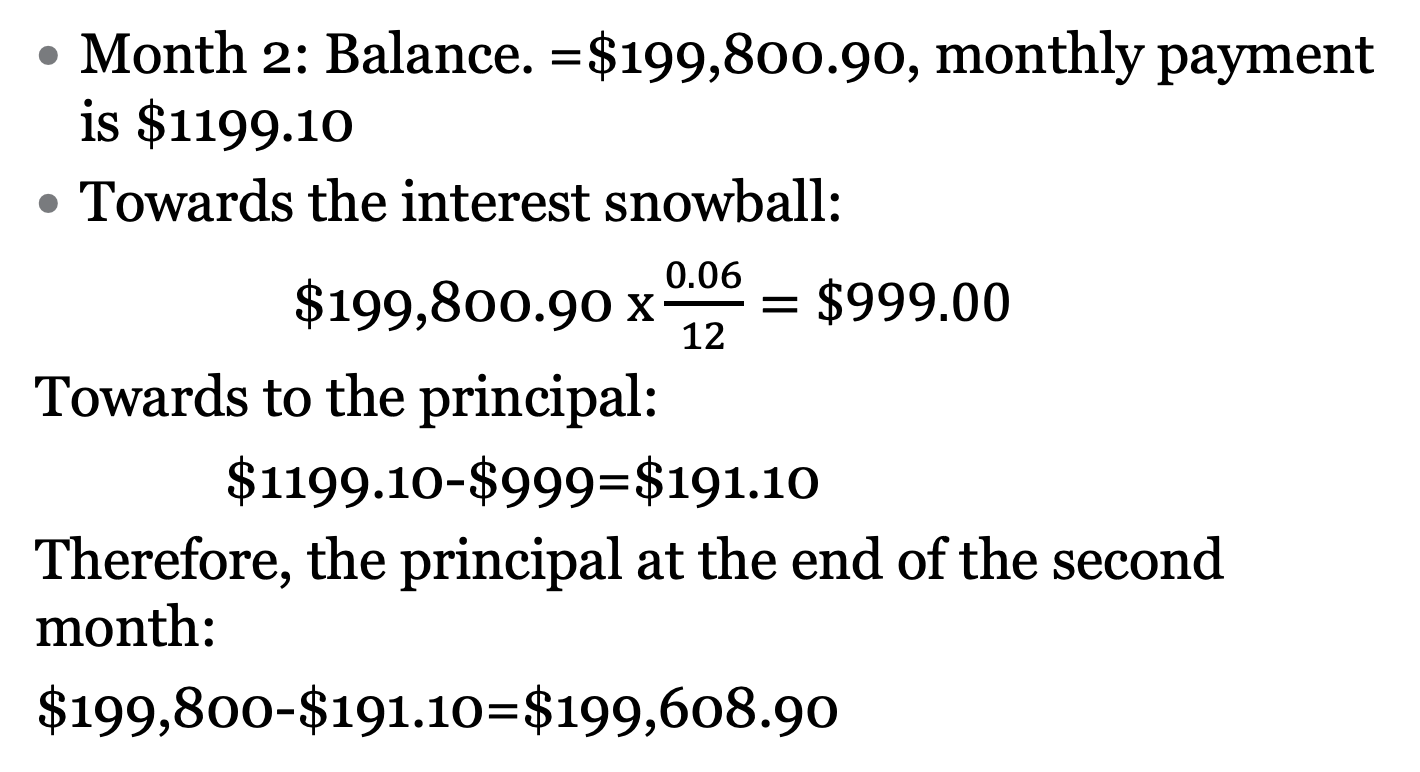 • Month 2: Balance. =$199,800.90, monthly payment
is $1199.10
• Towards the interest snowball:
$199,800.90 x 0.06/12 = $999.00
Towards to the principal:
$1199.10-$999=$191.10
Therefore, the principal at the end of the second
month:
$199,800-$191.10=$199,608.90